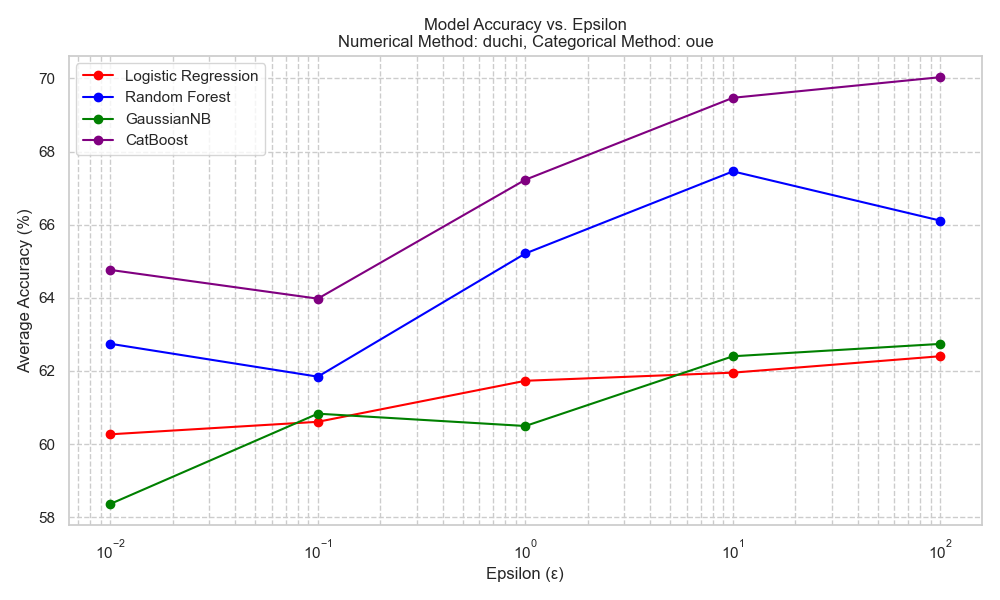 Model Accuracy vs. Epsilon
Numerical Method: duchi, Categorical Method: oue
Logistic Regression
Random Forest
GaussianNB
CatBoost
Average Accuracy (%)
70
68
66
64
62
60
58
10⁻²
10⁻¹
10⁰
10¹
10²
Epsilon (ε)